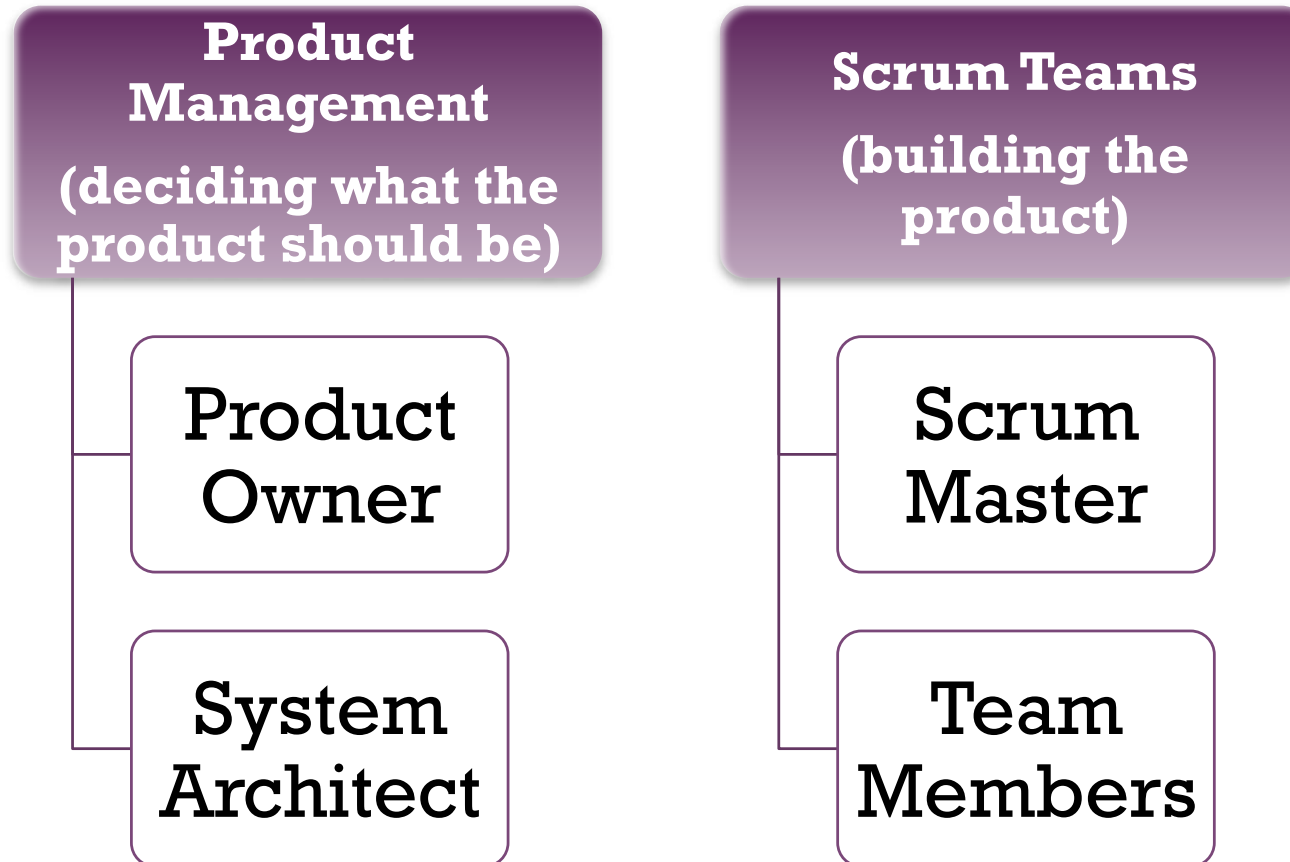 Product
Management
(deciding what the
product should be)
Product
Owner
System
Architect
Scrum Teams
(building the
product)
Scrum
Master
Team
Members